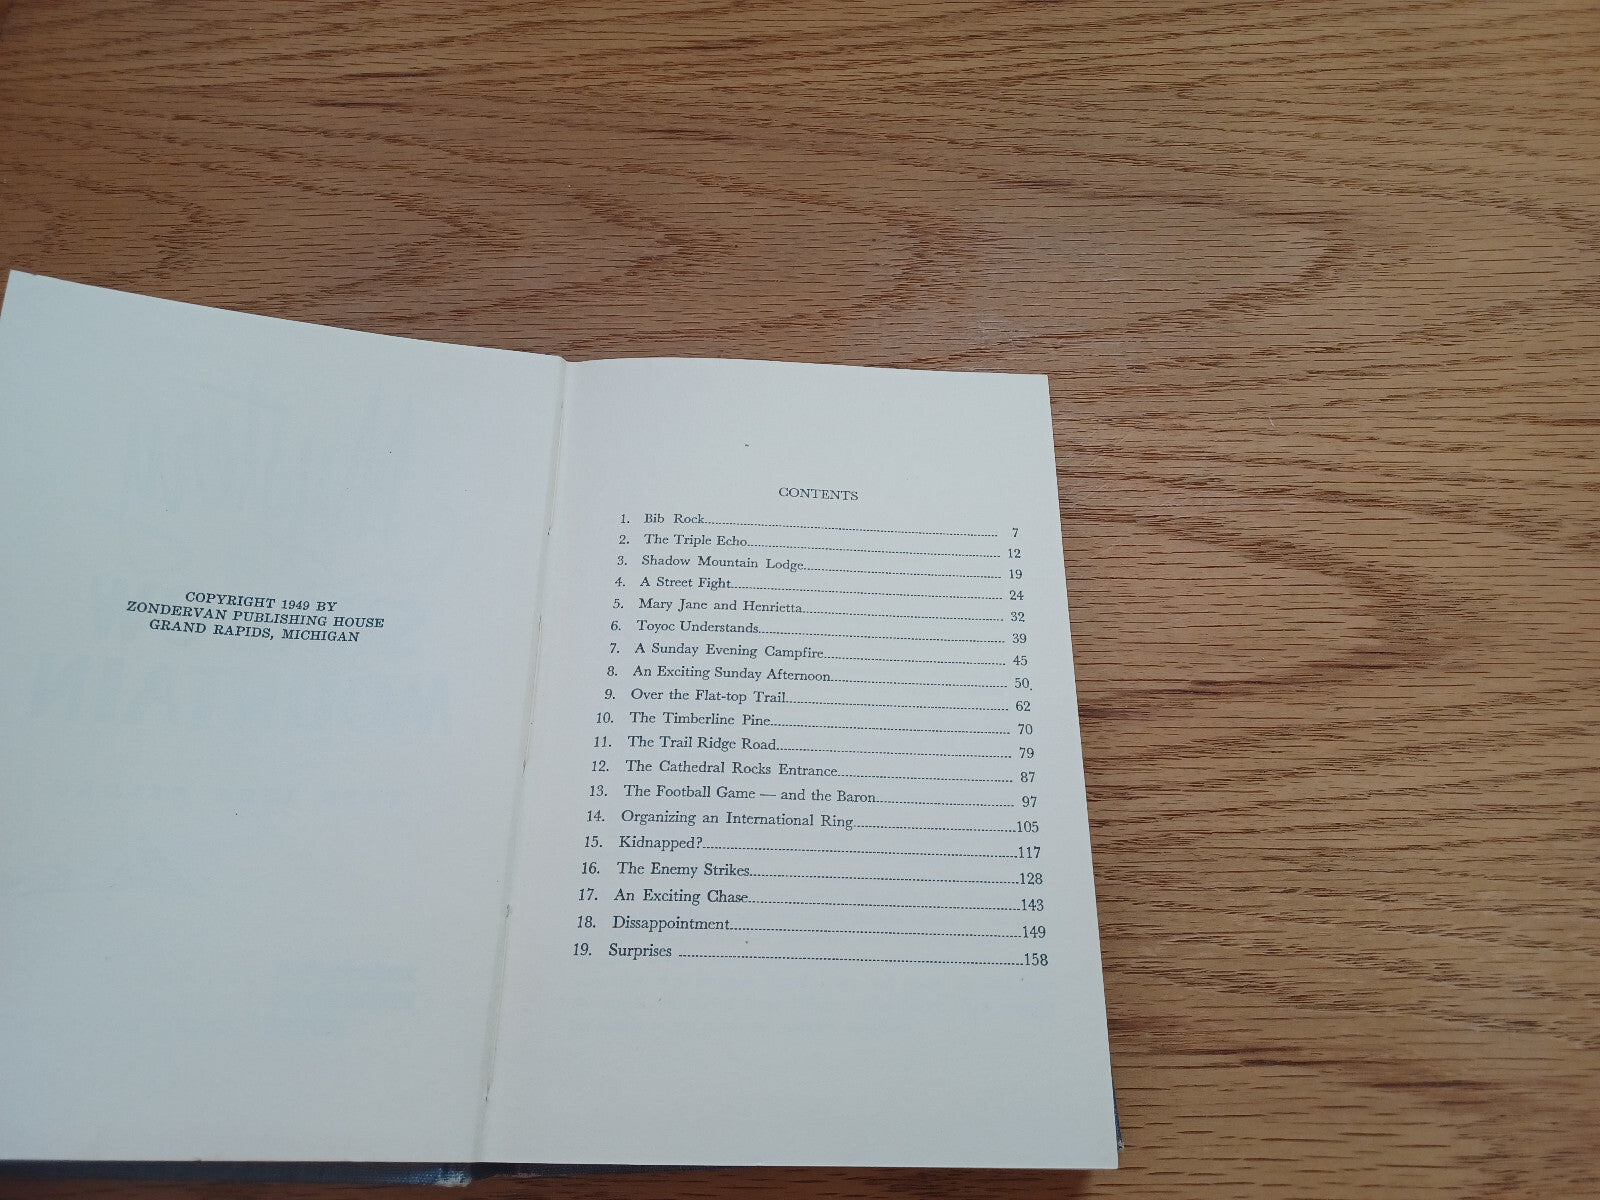 COPYRIGHT 1949 BY
ZONDERVAN PUBLISHING HOUSE
GRAND RAPIDS, MICHIGAN
CONTENTS
1. Bib Rock 7
2. The Triple Echo 12
3. Shadow Mountain Lodge 19
4. A Street Fight 24
5. Mary Jane and Henrietta 32
6. Toyoc Understands 39
7. A Sunday Evening Campfire 45
8. An Exciting Sunday Afternoon 50
9. Over the Flat-top Trail 62
10. The Timberline Pine 70
11. The Trail Ridge Road 79
12. The Cathedral Rocks Entrance 87
13. The Football Game — and the Baron 97
14. Organizing an International Ring 105
15. Kidnapped? 117
16. The Enemy Strikes 128
17. An Exciting Chase 143
18. Dissappointment 149
19. Surprises 158